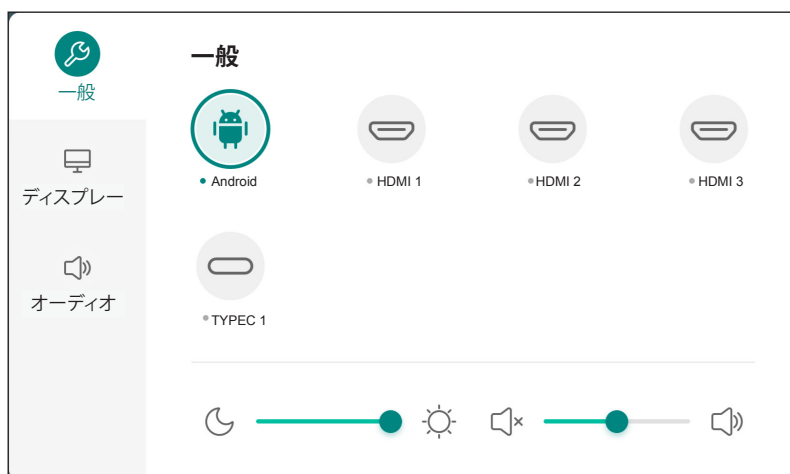 一般
ディスプレー
オーディオ
一般
Android
HDMI 1
HDMI 2
HDMI 3
TYPEC 1